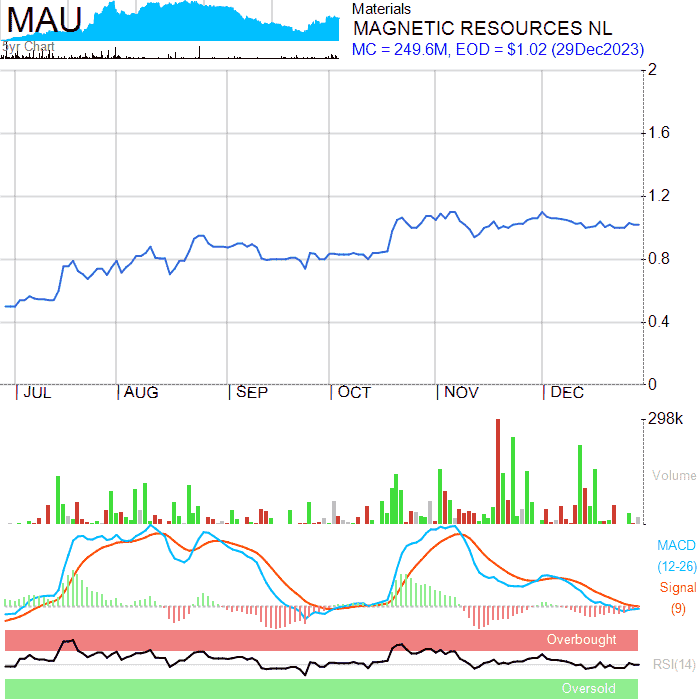 MAU
5yr Chart
Materials
MAGNETIC RESOURCES NL
MC = 249.6M, EOD = $1.02 (29Dec2023)
2
1.6
1.2
0.8
0.4
0
JUL AUG SEP OCT NOV DEC
298k
Volume
MACD
(12-26)
Signal
(9)
Overbought
RSI(14)
Oversold